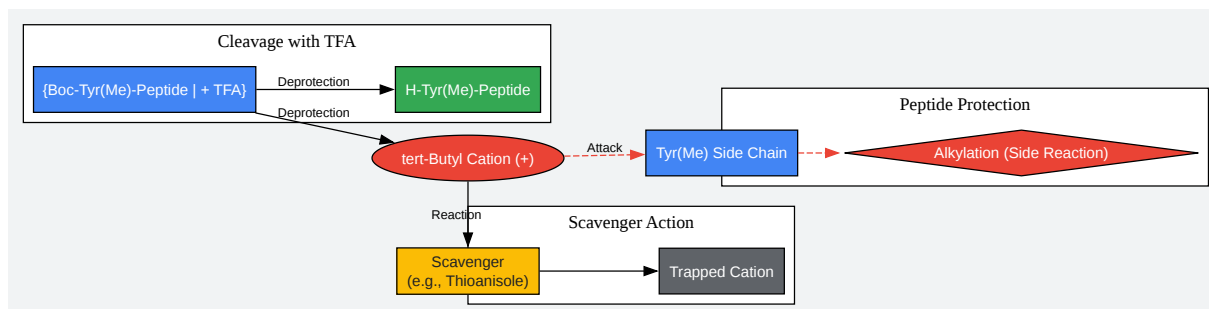 Cleavage with TFA
{Boc-Tyr(Me)-Peptide | + TFA}
Deprotection
H-Tyr(Me)-Peptide
Deprotection
Peptide Protection
tert-Butyl Cation (+)
Attack
Tyr(Me) Side Chain
Alkylation (Side Reaction)
Reaction
Scavenger Action
Scavenger
(e.g., Thioanisole)
Trapped Cation